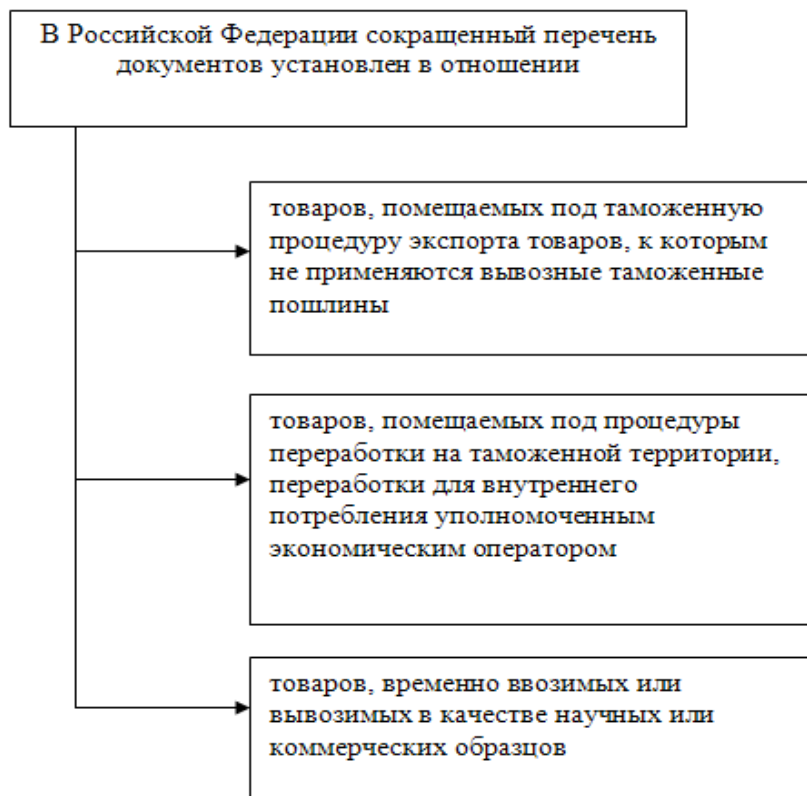 В Российской Федерации сокращенный перечень
документов установлен в отношении
товаров, помещаемых под таможенную
процедуру экспорта товаров, к которым
не применяются вывозные таможенные
пошлины
товаров, помещаемых под процедуры
переработки на таможенной территории,
переработки для внутреннего
потребления уполномоченным
экономическим оператором
товаров, временно ввозимых или
вывозимых в качестве научных или
коммерческих образцов